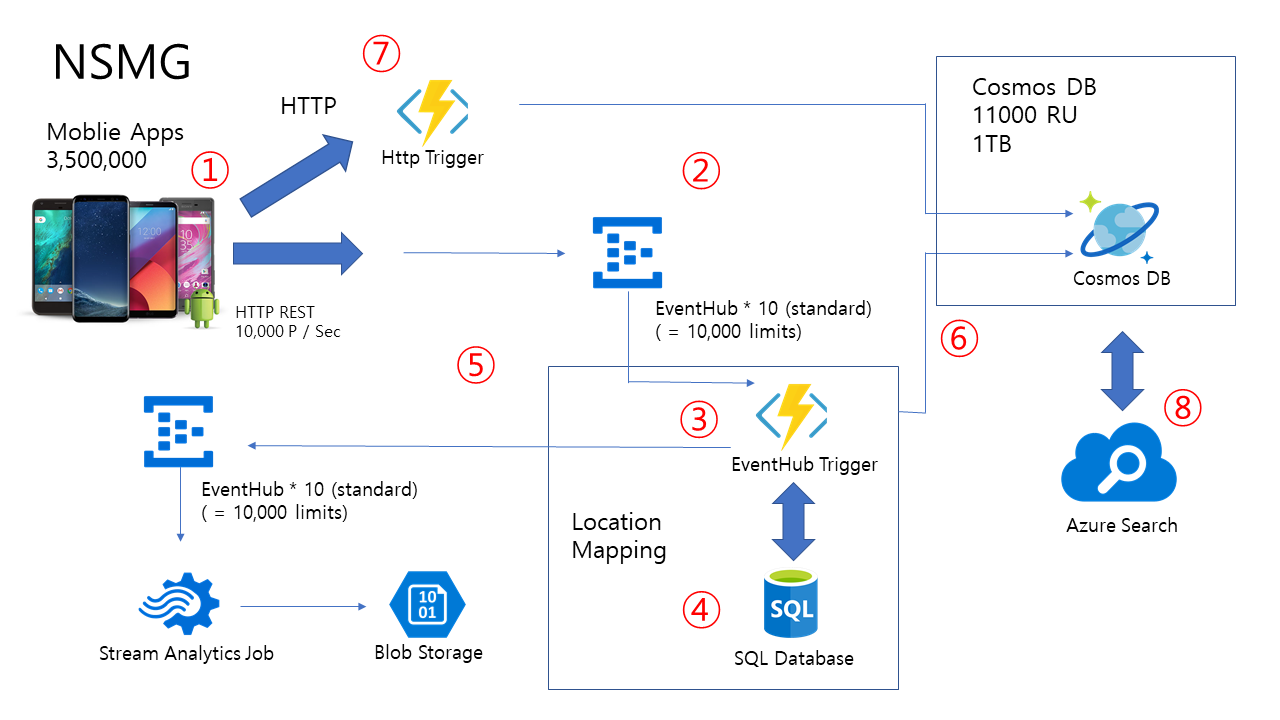 NSMG
⑦
HTTP
Moblie Apps
3,500,000
①
Http Trigger
②
Cosmos DB
11000 RU
1TB
Cosmos DB
HTTP REST
10,000 P / Sec
EventHub * 10 (standard)
( = 10,000 limits)
⑥
⑤
③
EventHub Trigger
⑧
Azure Search
EventHub * 10 (standard)
( = 10,000 limits)
Location
Mapping
④
SQL
SQL Database
Stream Analytics Job
10
01
Blob Storage